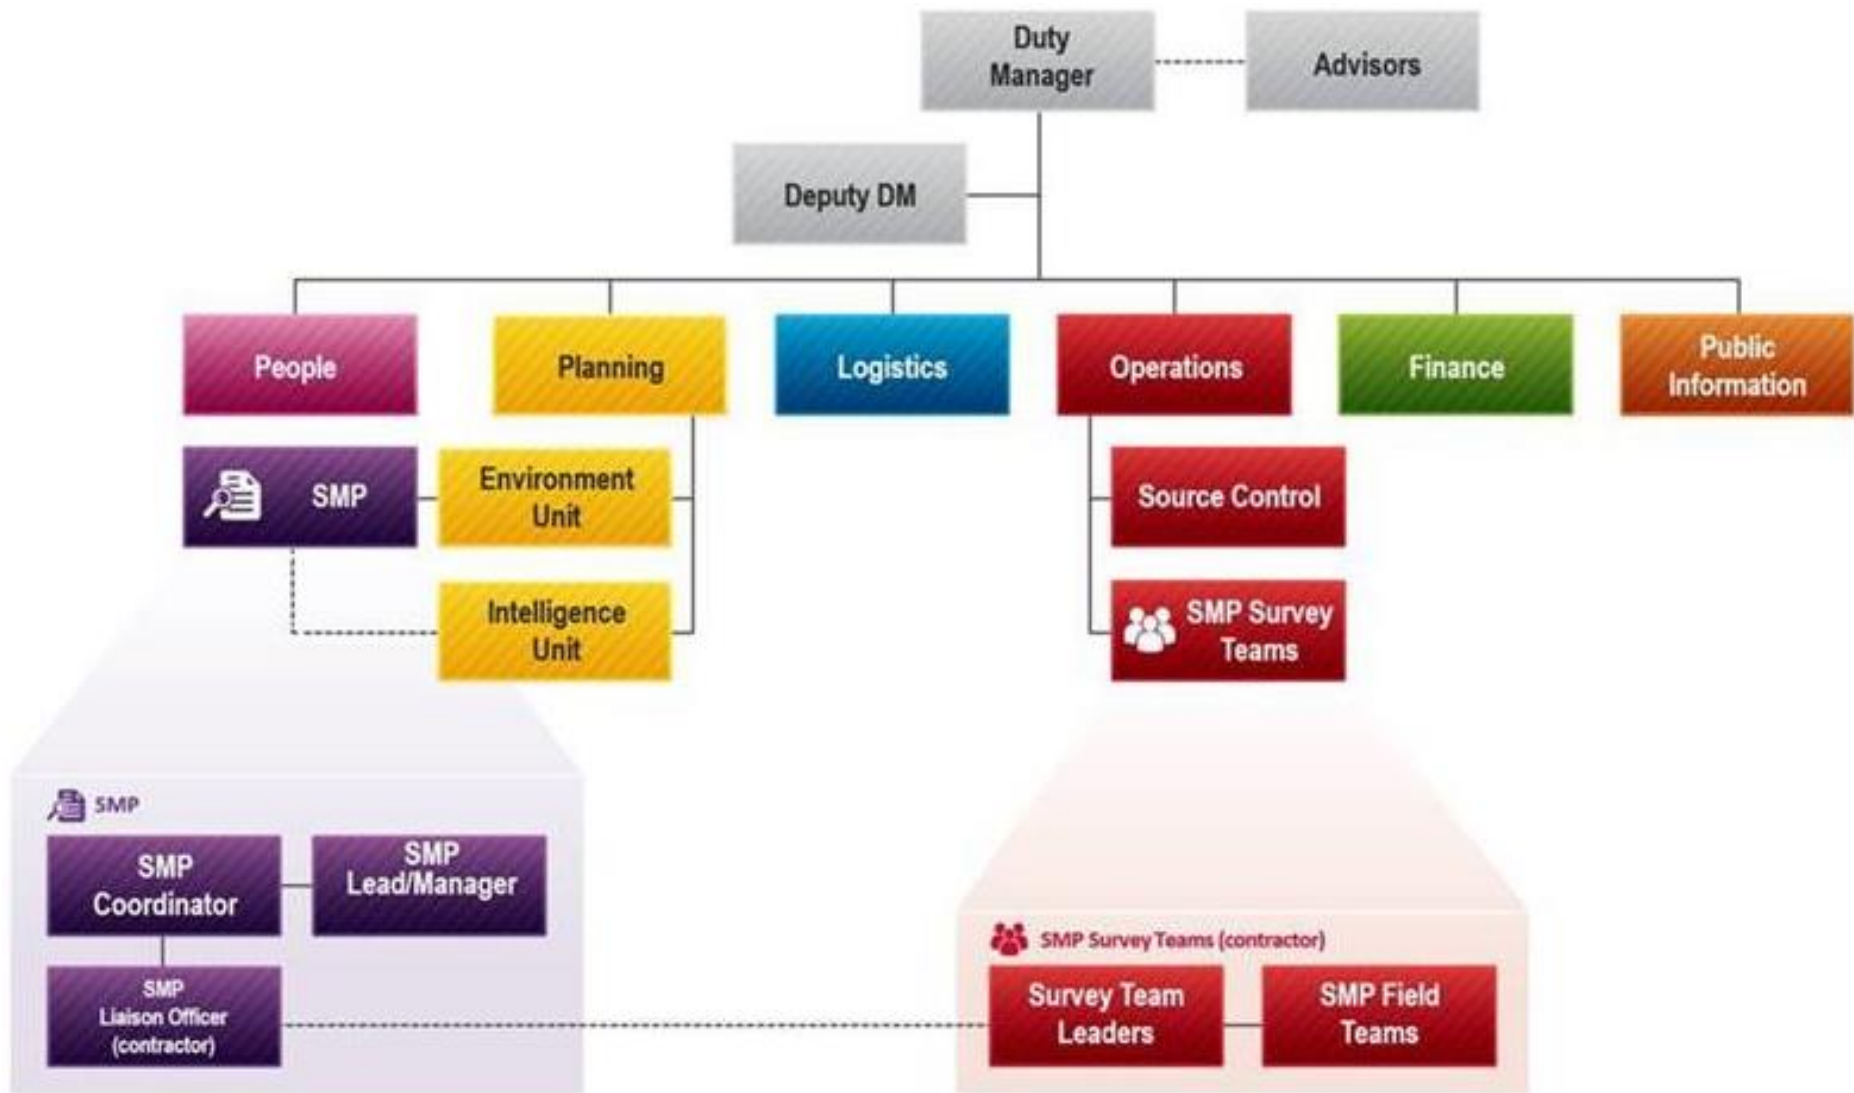 Duty
Manager
Advisors
Deputy DM
People
Planning
Logistics
Operations
Finance
Public
Information
SMP
Environment
Unit
Source Control
Intelligence
Unit
SMP Survey
Teams
SMP
SMP
Coordinator
SMP
Lead/Manager
SMP
Liaison Officer
(contractor)
SMP Survey Teams (contractor)
Survey Team
Leaders
SMP Field
Teams